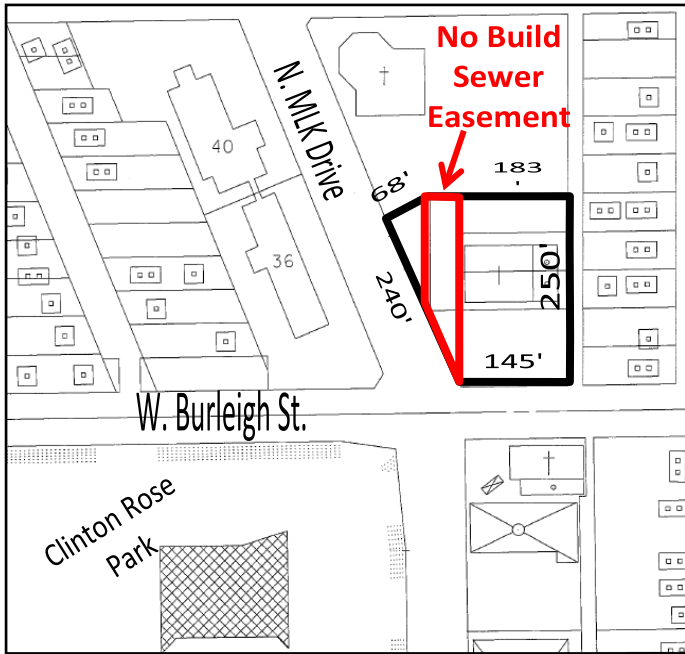 No Build
Sewer
Easement
N. MLK Drive
40
68'
183
'
36
240'
250'
145'
W. Burleigh St.
Clinton Rose
Park